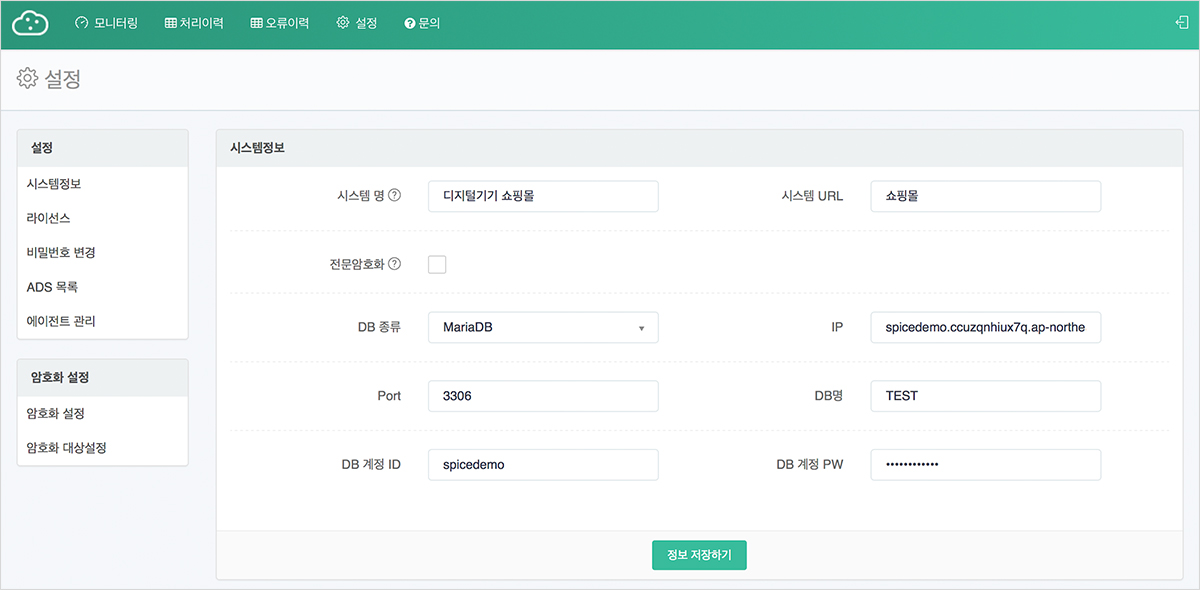 모니터링 처리이력 오류이력 설정 문의
설정
설정
시스템정보
라이선스
비밀번호 변경
ADS 목록
에이전트 관리
암호화 설정
암호화 설정
암호화 대상설정
시스템정보
시스템 명 디지털기기 쇼핑몰 시스템 URL 쇼핑몰
전문암호화
DB 종류 MariaDB IP spicedemo.ccuzqnhiux7q.ap-northe
Port 3306 DB명 TEST
DB 계정 ID spicedemo DB 계정 PW ••••••••••••
정보 저장하기